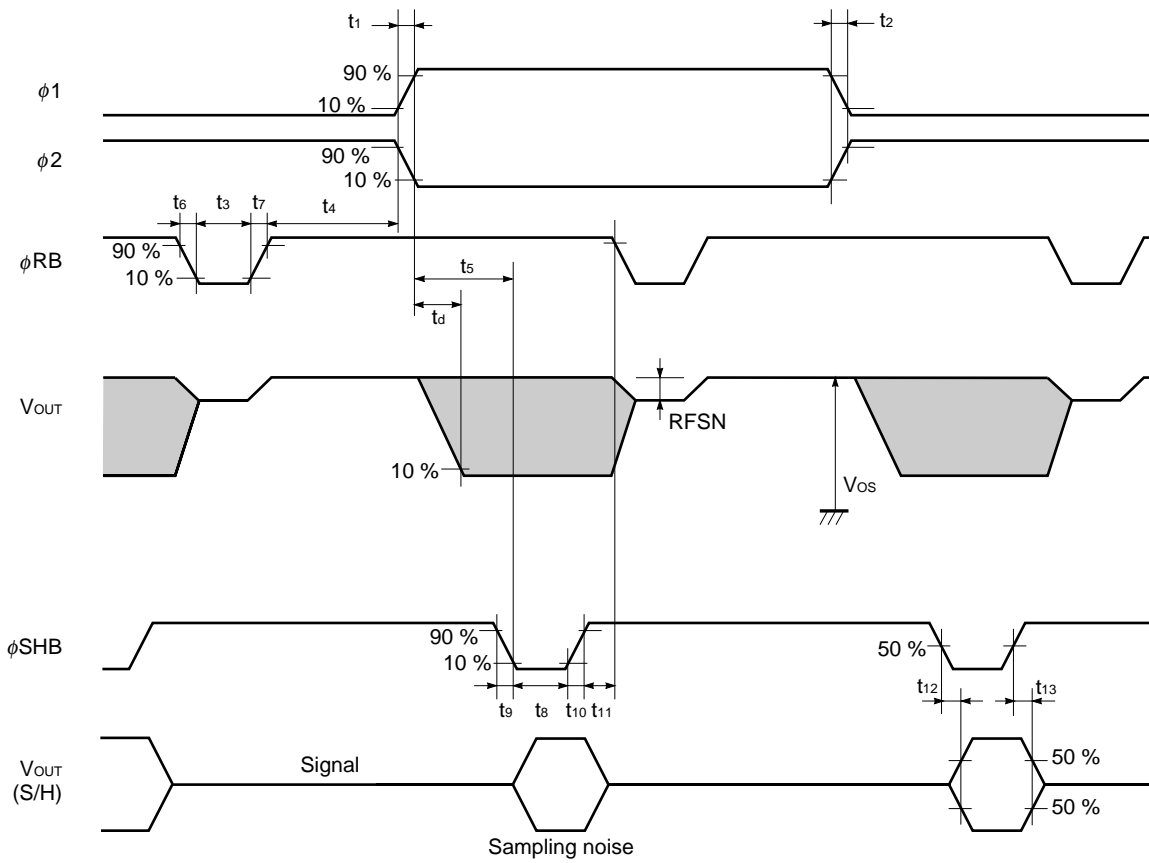 t1
t2
90 %
ϕ1
10 %
90 %
ϕ2
10 %
t6
t3
t7
t4
90 %
ϕRB
10 %
t5
td
VOUT
RFSN
10 %
VOS
90 %
ϕSHB
50 %
10 %
t12
t13
t9
t8
t10
t11
Signal
VOUT
(S/H)
50 %
50 %
Sampling noise